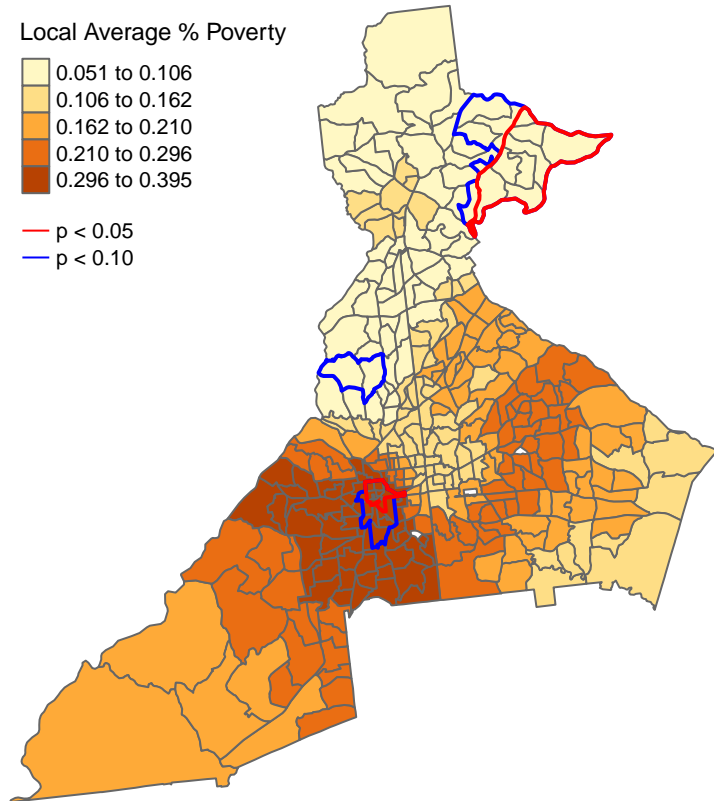 Local Average % Poverty
0.051 to 0.106
0.106 to 0.162
0.162 to 0.210
0.210 to 0.296
0.296 to 0.395
p < 0.05
p < 0.10